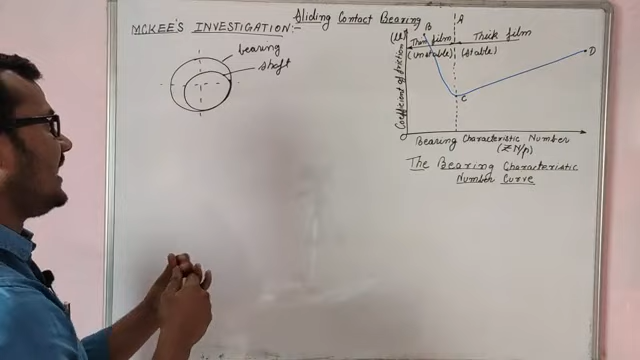 Sliding Contact Bearing
MCKEE'S INVESTIGATION:-
bearing
shaft
A
B
(μ)
Thin film
Thick film
(Unstable)
(Stable)
D
C
Coefficient of friction
O
Bearing Characteristic Number
(ZN/p)
The Bearing Characteristic
Number Curve